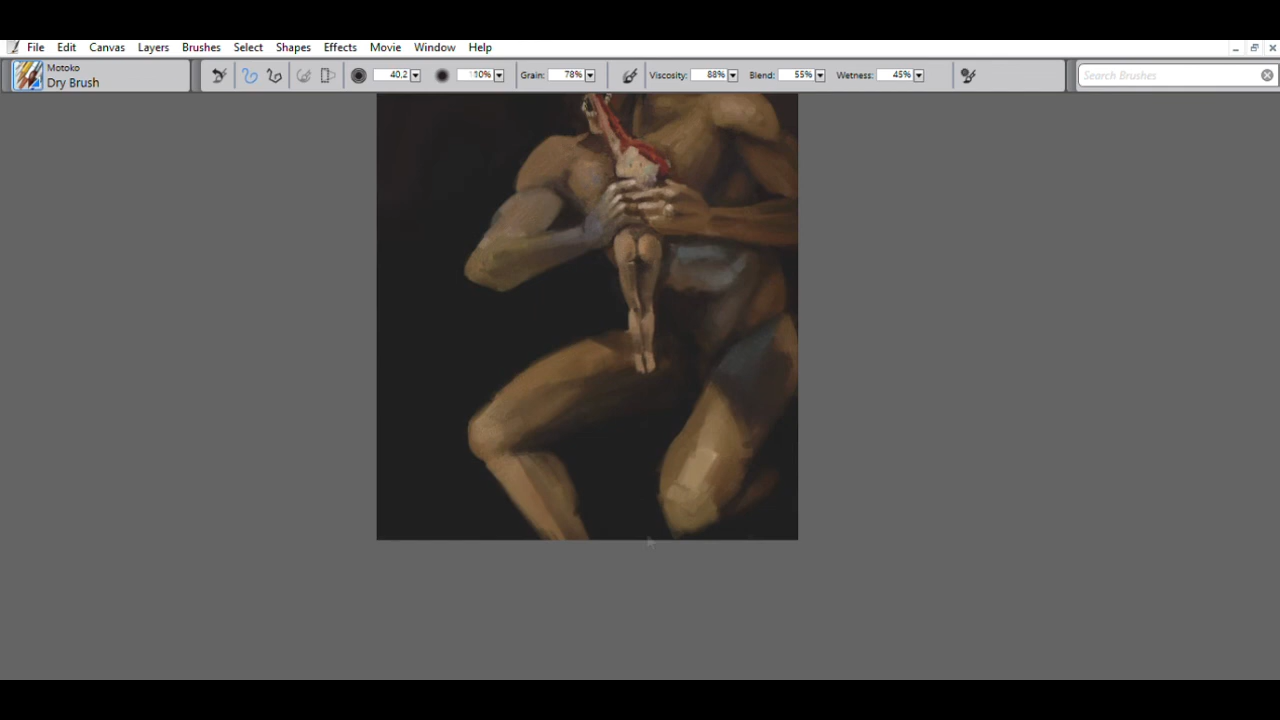 File Edit Canvas Layers Brushes Select Shapes Effects Movie Window Help
Motoko
Dry Brush
40,2
Grain: 78%
Viscosity: 88%
Blend: 55%
Wetness: 45%
Search Brushes